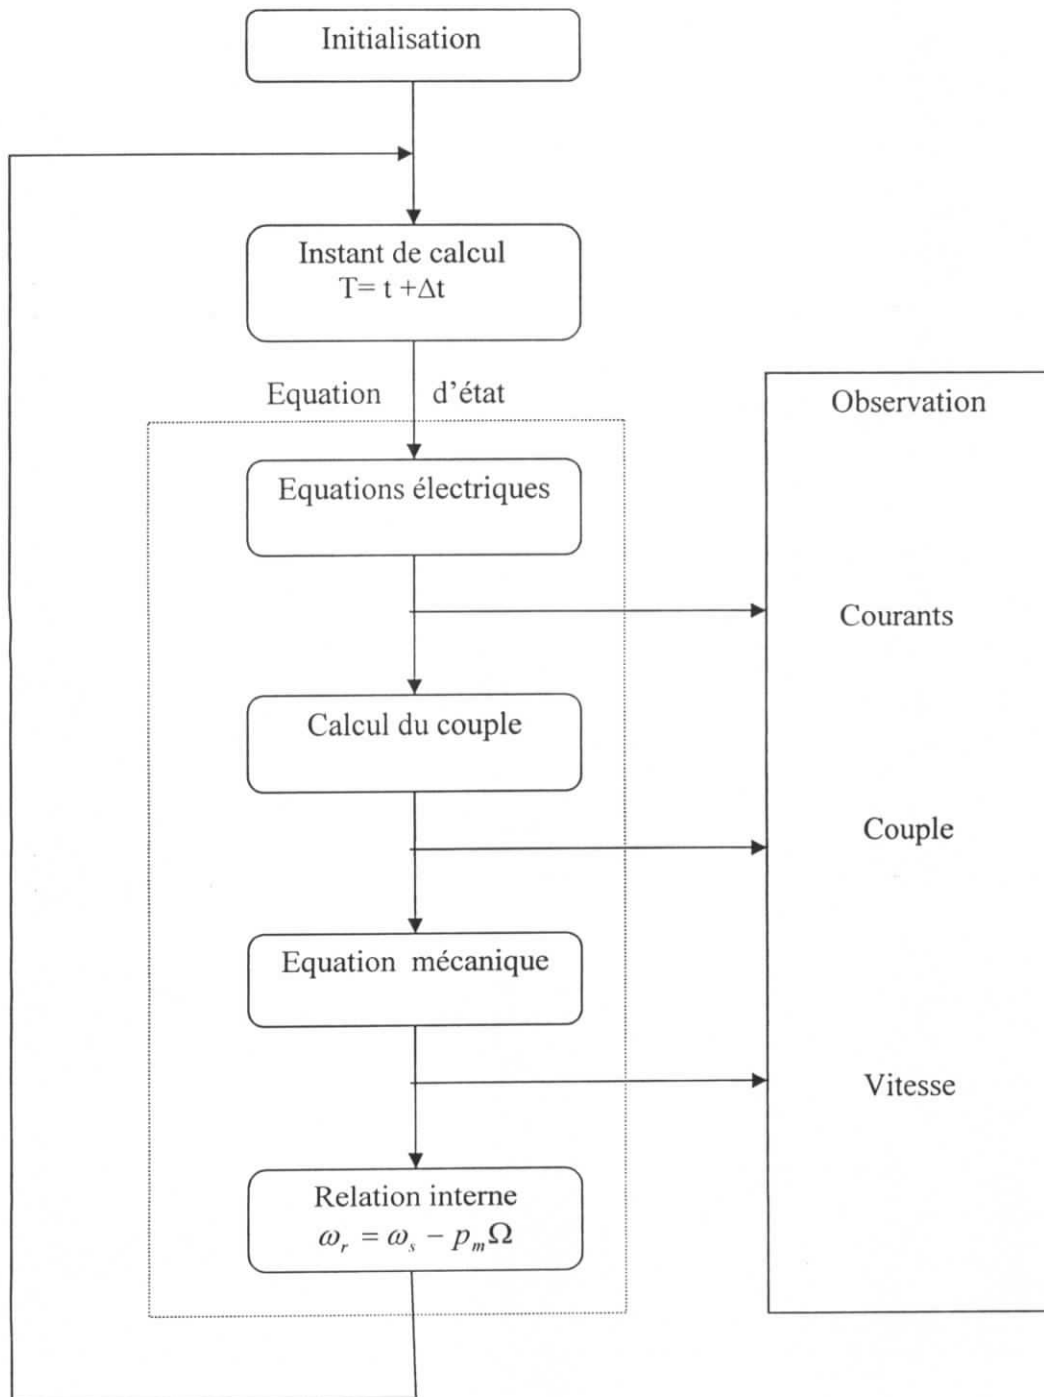 Initialisation
Instant de calcul
T= t +Δt
Equation d'état
Observation
Equations électriques
Courants
Calcul du couple
Couple
Equation mécanique
Vitesse
Relation interne
ω_r = ω_s − p_m Ω